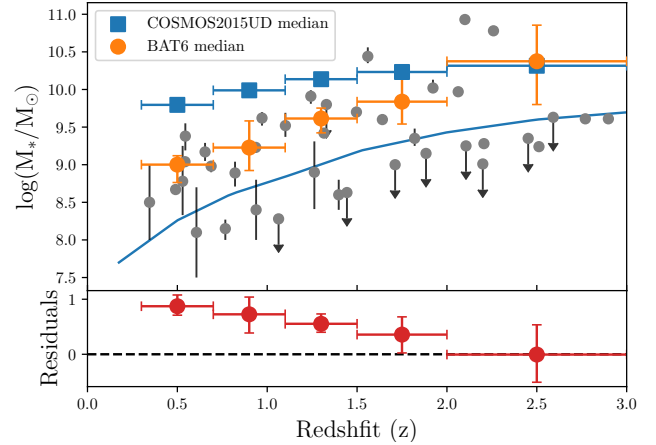 COSMOS2015UD median
BAT6 median
log(M*/M⊙)
11.0
10.5
10.0
9.5
9.0
8.5
8.0
7.5
Residuals
1
0
0.0 0.5 1.0 1.5 2.0 2.5 3.0
Redshfit (z)